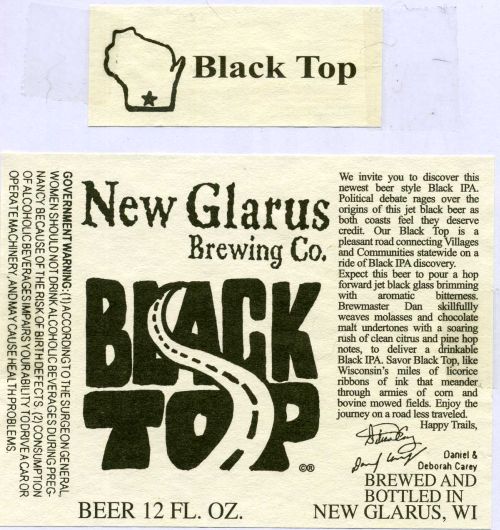 Black Top
GOVERNMENT WARNING: (1) ACCORDING TO THE SURGEON GENERAL,
WOMEN SHOULD NOT DRINK ALCOHOLIC BEVERAGES DURING PREG-
NANCY BECAUSE OF THE RISK OF BIRTH DEFECTS. (2) CONSUMPTION
OF ALCOHOLIC BEVERAGES IMPAIRS YOUR ABILITY TO DRIVE A CAR OR
OPERATE MACHINERY, AND MAY CAUSE HEALTH PROBLEMS.
New Glarus
Brewing Co.
BLACK
TOP
©®
BEER 12 FL. OZ.
We invite you to discover this
newest beer style Black IPA.
Political debate rages over the
origins of this jet black beer as
both coasts feel they deserve
credit. Our Black Top is a
pleasant road connecting Villages
and Communities statewide on a
ride of Black IPA discovery.
Expect this beer to pour a hop
forward jet black glass brimming
with aromatic bitterness.
Brewmaster Dan skillfullly
weaves molasses and chocolate
malt undertones with a soaring
rush of clean citrus and pine hop
notes, to deliver a drinkable
Black IPA. Savor Black Top, like
Wisconsin's miles of licorice
ribbons of ink that meander
through armies of corn and
bovine mowed fields. Enjoy the
journey on a road less traveled.
Happy Trails,
Daniel &
Deborah Carey
BREWED AND
BOTTLED IN
NEW GLARUS, WI